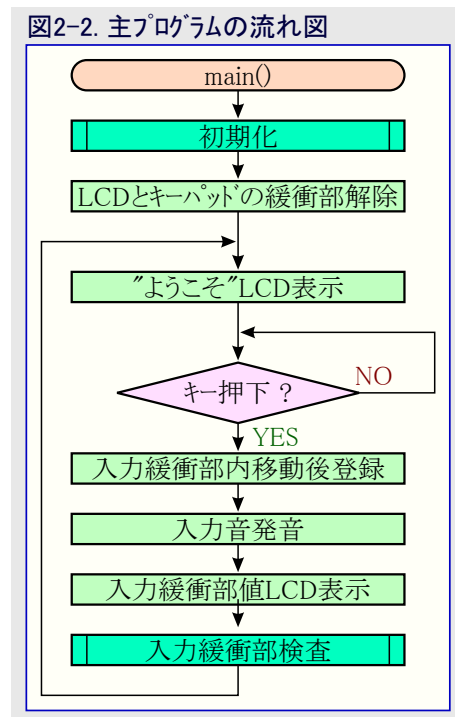 図2-2. 主プログラムの流れ図
main()
初期化
LCDとキーパッドの緩衝部解除
"ようこそ"LCD表示
キー押下 ?
NO
YES
入力緩衝部内移動後登録
入力音発音
入力緩衝部値LCD表示
入力緩衝部検査